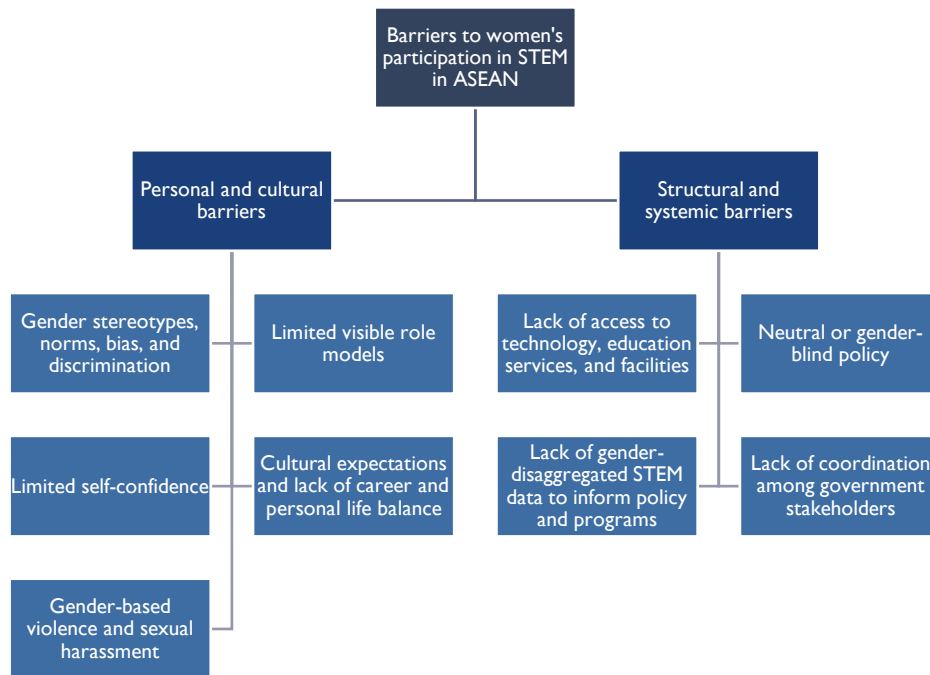 Barriers to women's
participation in STEM
in ASEAN
Personal and cultural
barriers
Structural and
systemic barriers
Gender stereotypes,
norms, bias, and
discrimination
Limited visible role
models
Lack of access to
technology, education
services, and facilities
Neutral or gender-
blind policy
Limited self-confidence
Cultural expectations
and lack of career and
personal life balance
Lack of gender-
disaggregated STEM
data to inform policy
and programs
Lack of coordination
among government
stakeholders
Gender-based
violence and sexual
harassment